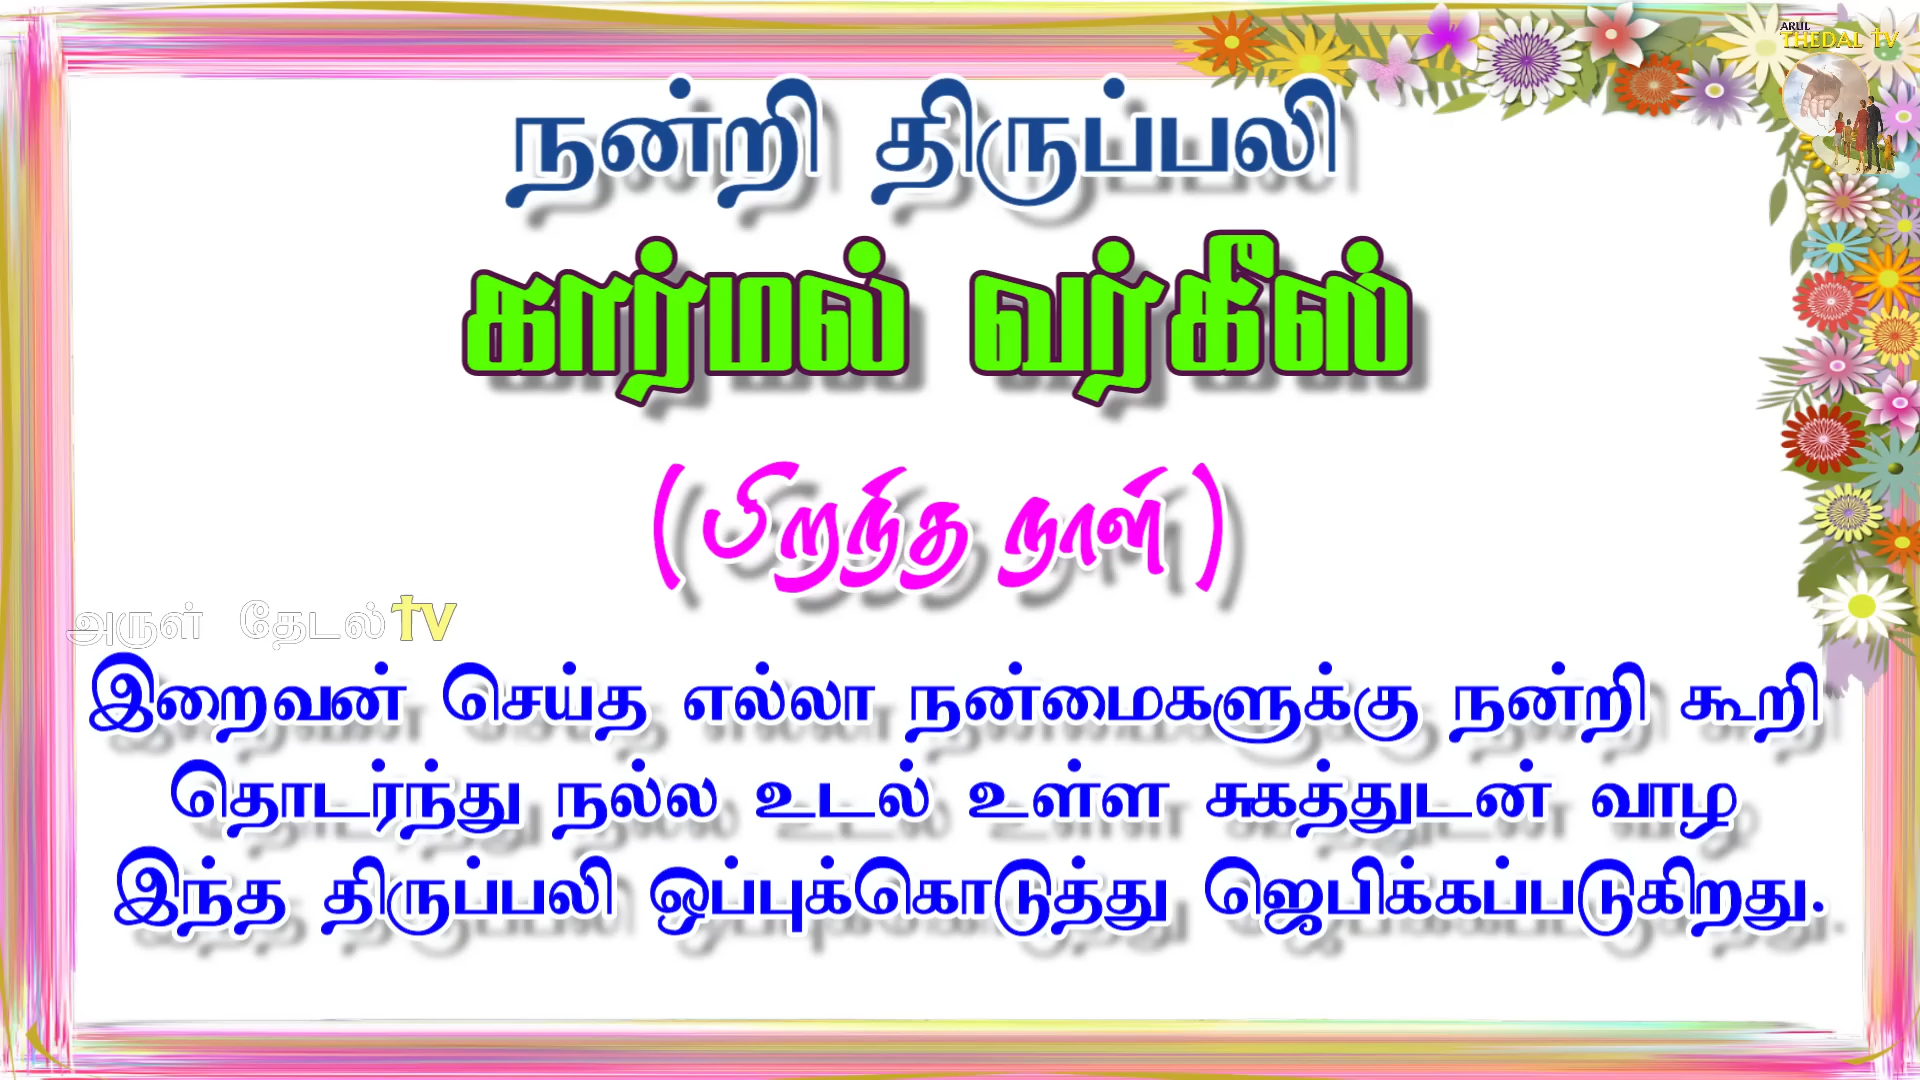 ARUL
THEDAL TV
நன்றி திருப்பலி
கார்மல் வர்கீஸ்
( பிறந்த நாள் )
அருள் தேடல் TV
இறைவன் செய்த எல்லா நன்மைகளுக்கு நன்றி கூறி
தொடர்ந்து நல்ல உடல் உள்ள சுகத்துடன் வாழ
இந்த திருப்பலி ஒப்புக்கொடுத்து ஜெபிக்கப்படுகிறது.